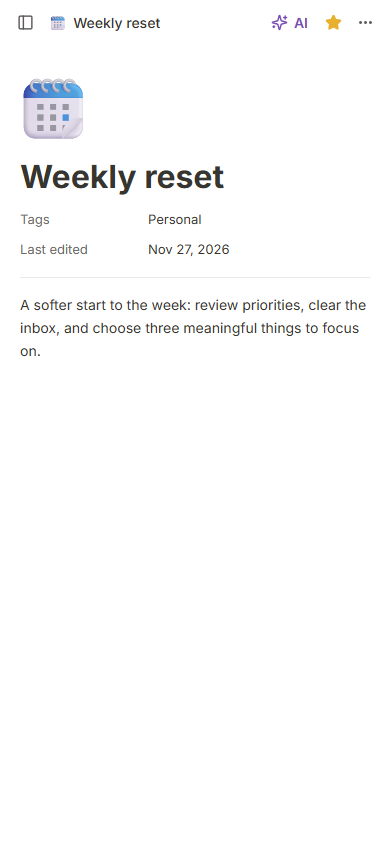 Weekly reset
AI
Weekly reset
Tags Personal
Last edited Nov 27, 2026
A softer start to the week: review priorities, clear the
inbox, and choose three meaningful things to focus
on.